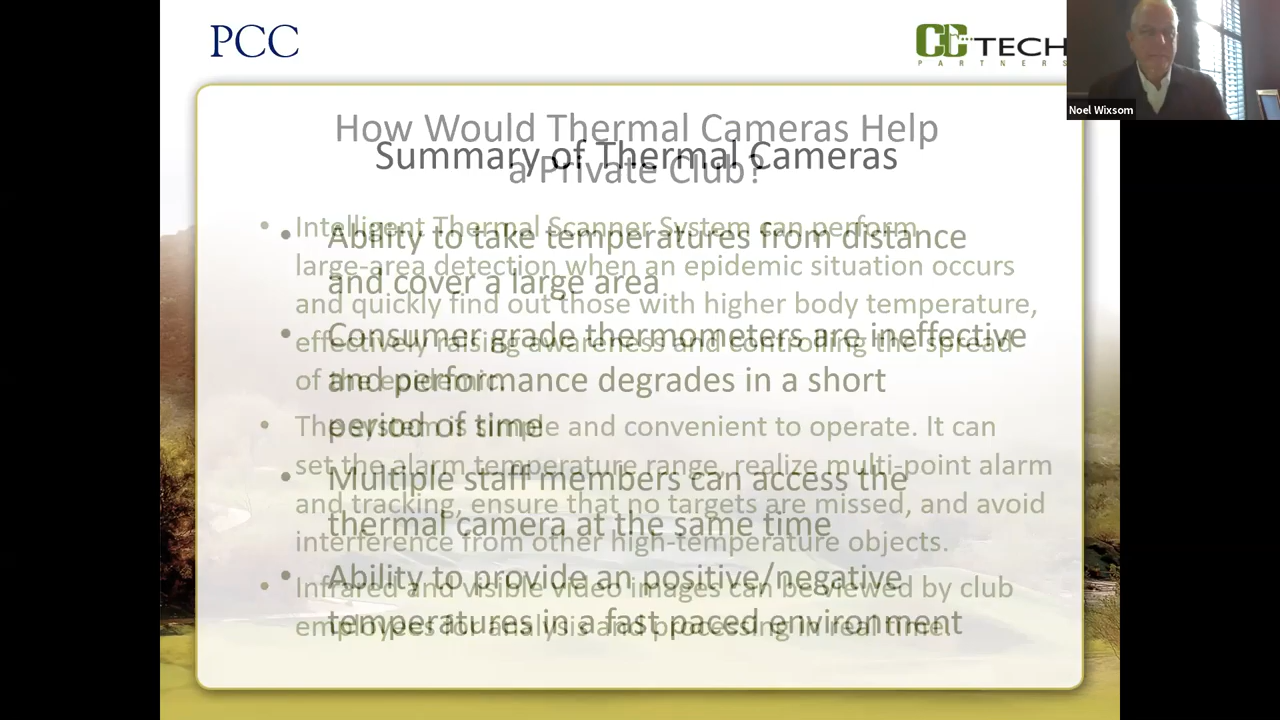 PCC
CC TECH
PARTNERS
Noel Wixsom
How Would Thermal Cameras Help
a Private Club?
Summary of Thermal Cameras
• Intelligent Thermal Scanner System can perform
large-area detection when an epidemic situation occurs
and quickly find out those with higher body temperature,
effectively raising awareness and controlling the spread
of the epidemic.
• The system is simple and convenient to operate. It can
set the alarm temperature range, realize multi-point alarm
and tracking, ensure that no targets are missed, and avoid
interference from other high-temperature objects.
• Infrared and visible video images can be viewed by club
employees for analysis and processing in real time.
• Ability to take temperatures from distance
and cover a large area
• Consumer grade thermometers are ineffective
and performance degrades in a short
period of time
• Multiple staff members can access the
thermal camera at the same time
• Ability to provide an positive/negative
temperatures in a fast paced environment